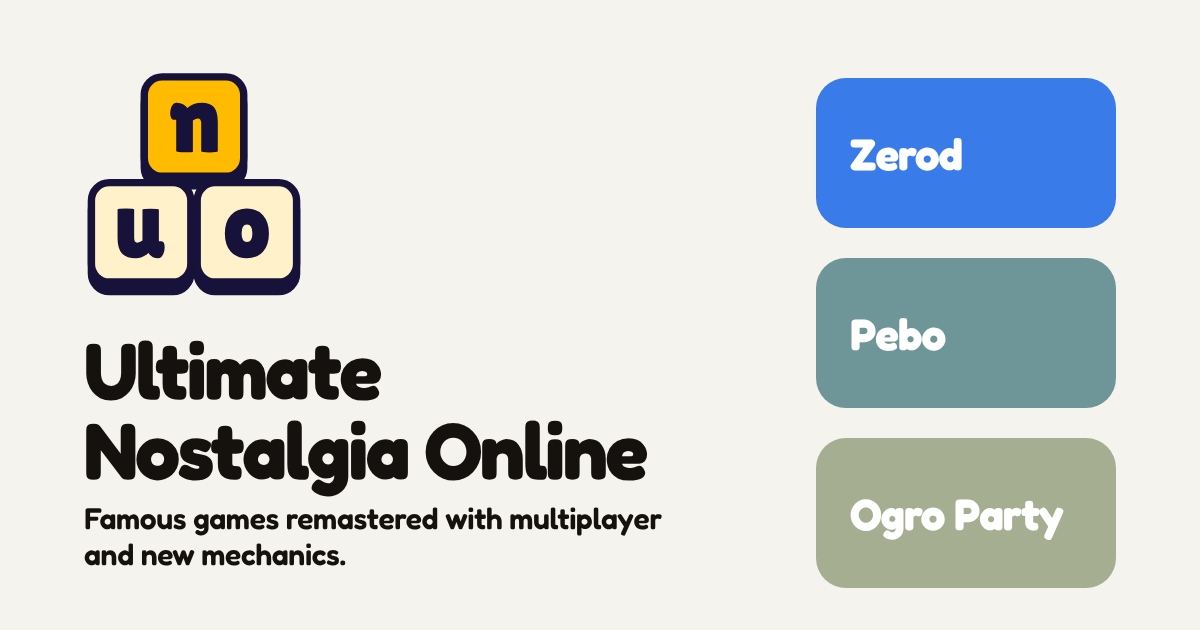 n
u o
Ultimate
Nostalgia Online
Famous games remastered with multiplayer
and new mechanics.
Zerod
Pebo
Ogro Party